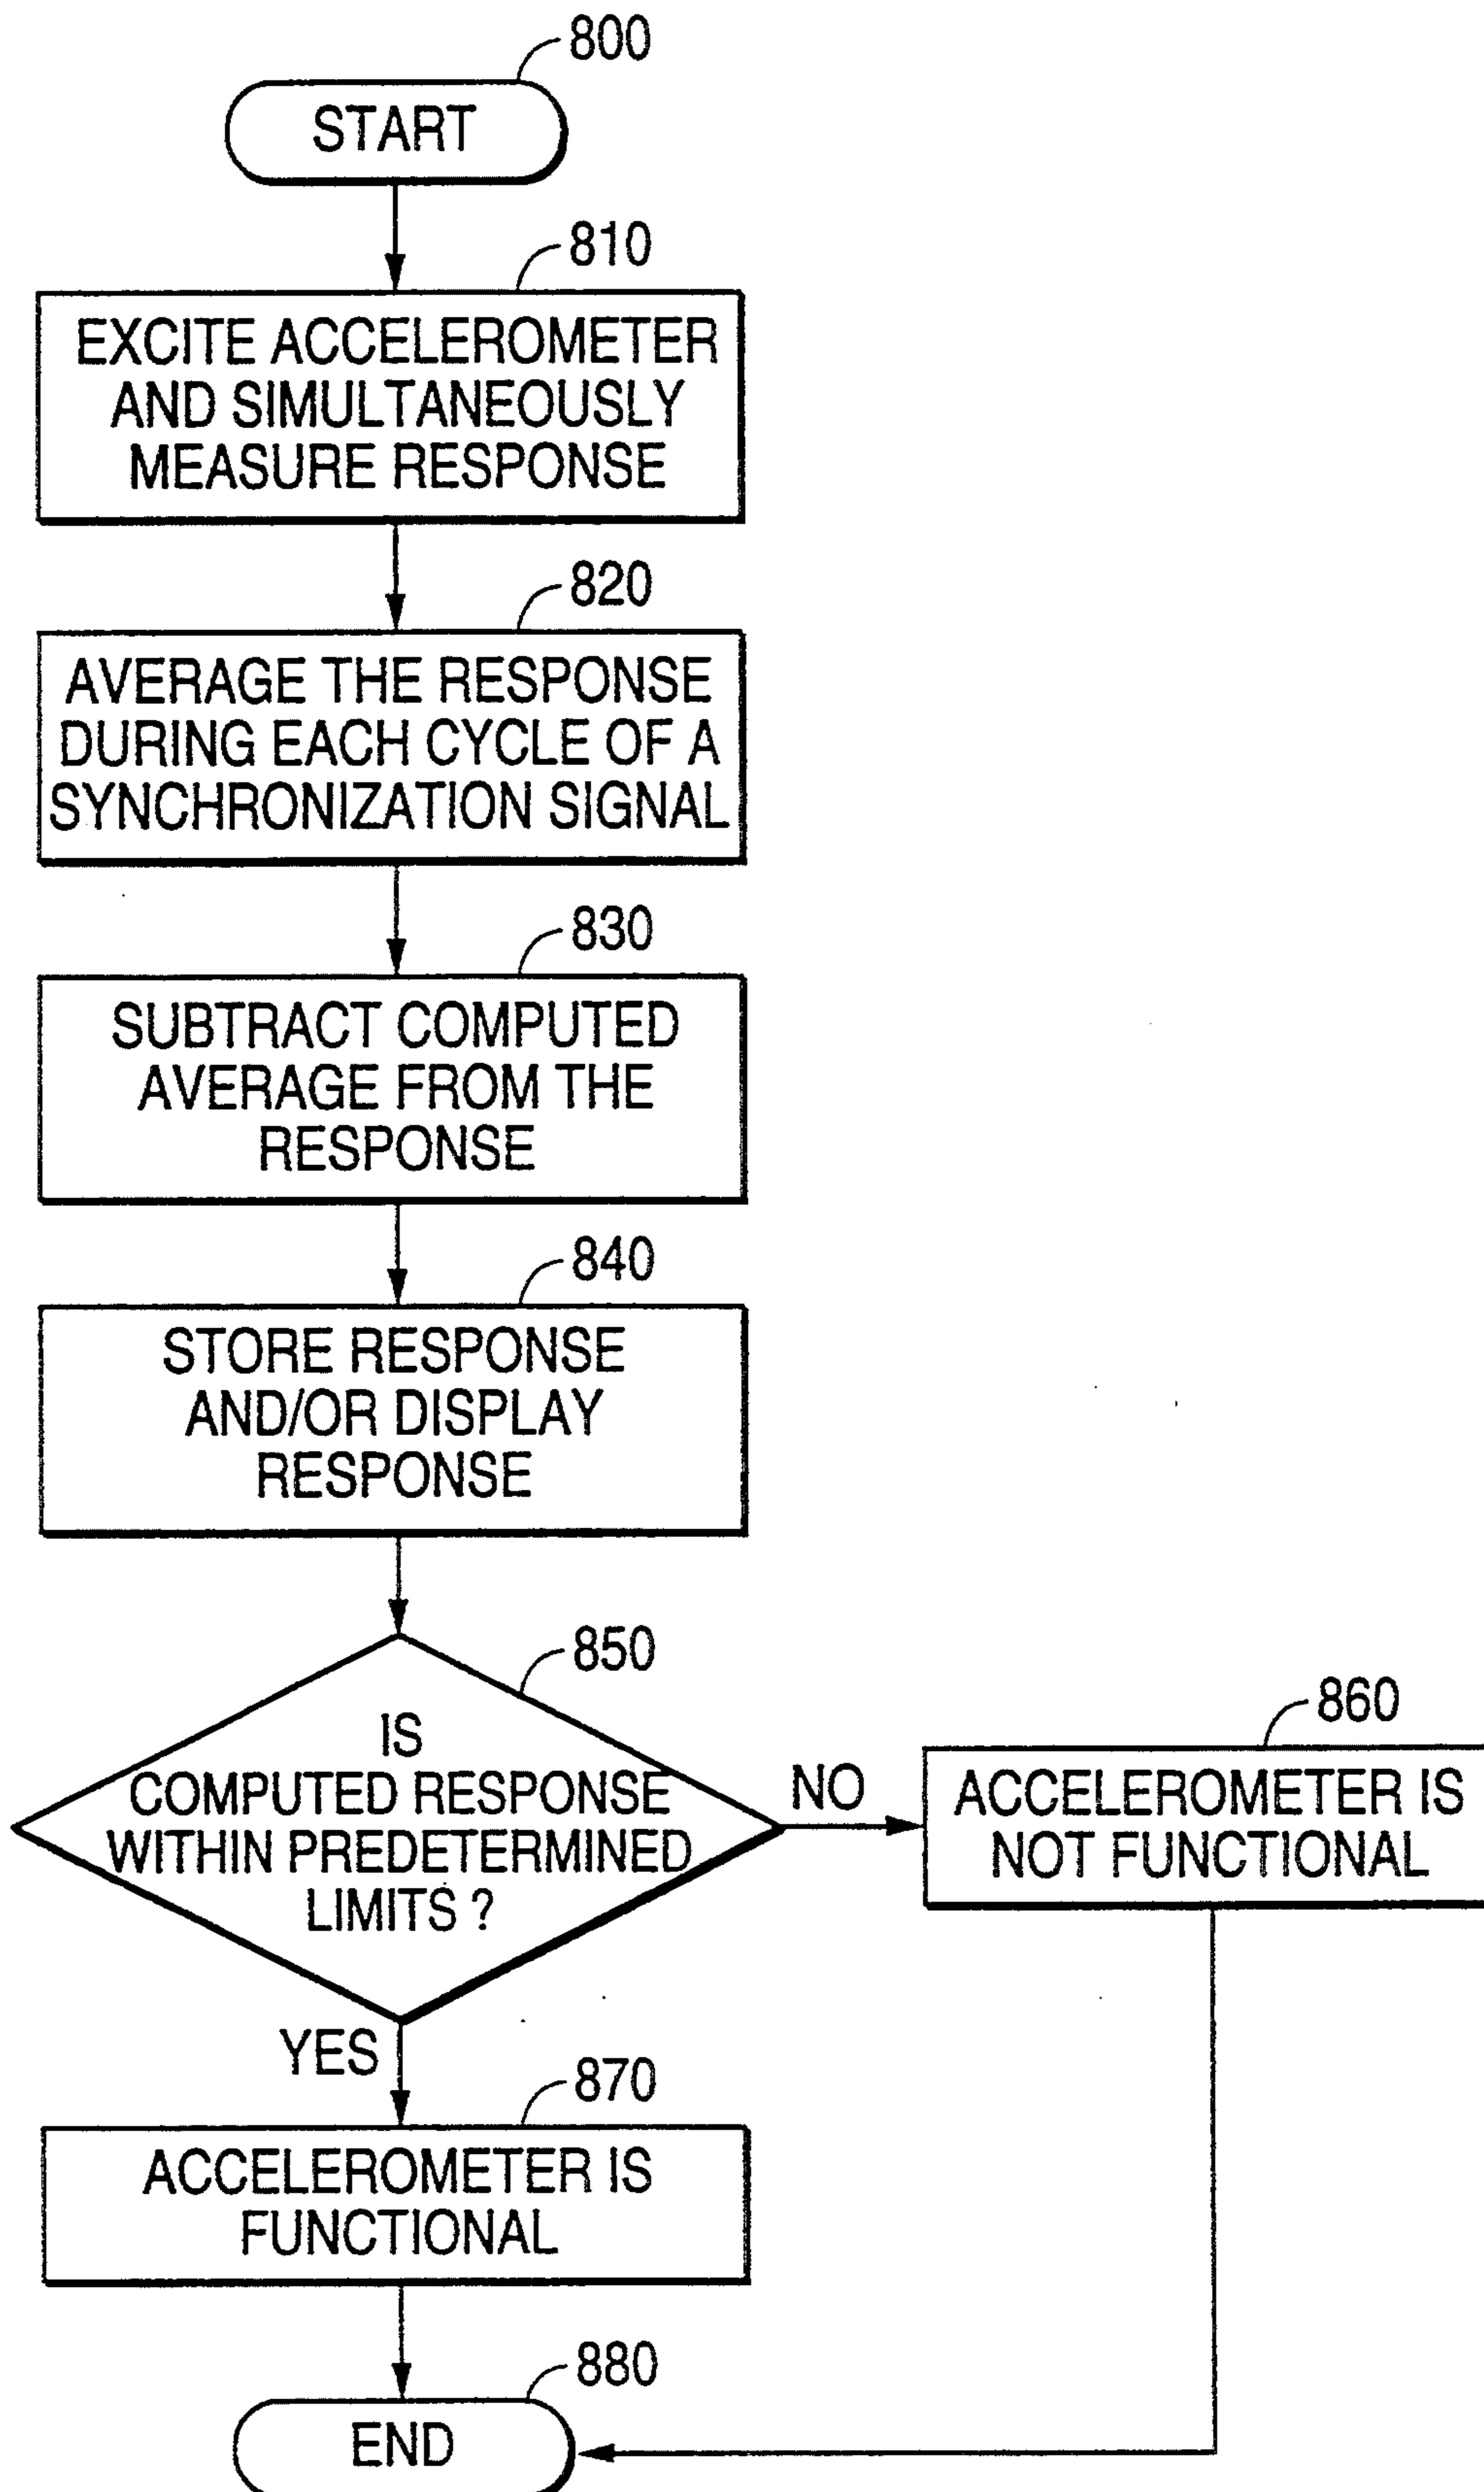 800
START
810
EXCITE ACCELEROMETER
AND SIMULTANEOUSLY
MEASURE RESPONSE
820
AVERAGE THE RESPONSE
DURING EACH CYCLE OF A
SYNCHRONIZATION SIGNAL
830
SUBTRACT COMPUTED
AVERAGE FROM THE
RESPONSE
840
STORE RESPONSE
AND/OR DISPLAY
RESPONSE
850
IS
COMPUTED RESPONSE
WITHIN PREDETERMINED
LIMITS ?
NO
860
ACCELEROMETER IS
NOT FUNCTIONAL
YES
870
ACCELEROMETER IS
FUNCTIONAL
880
END